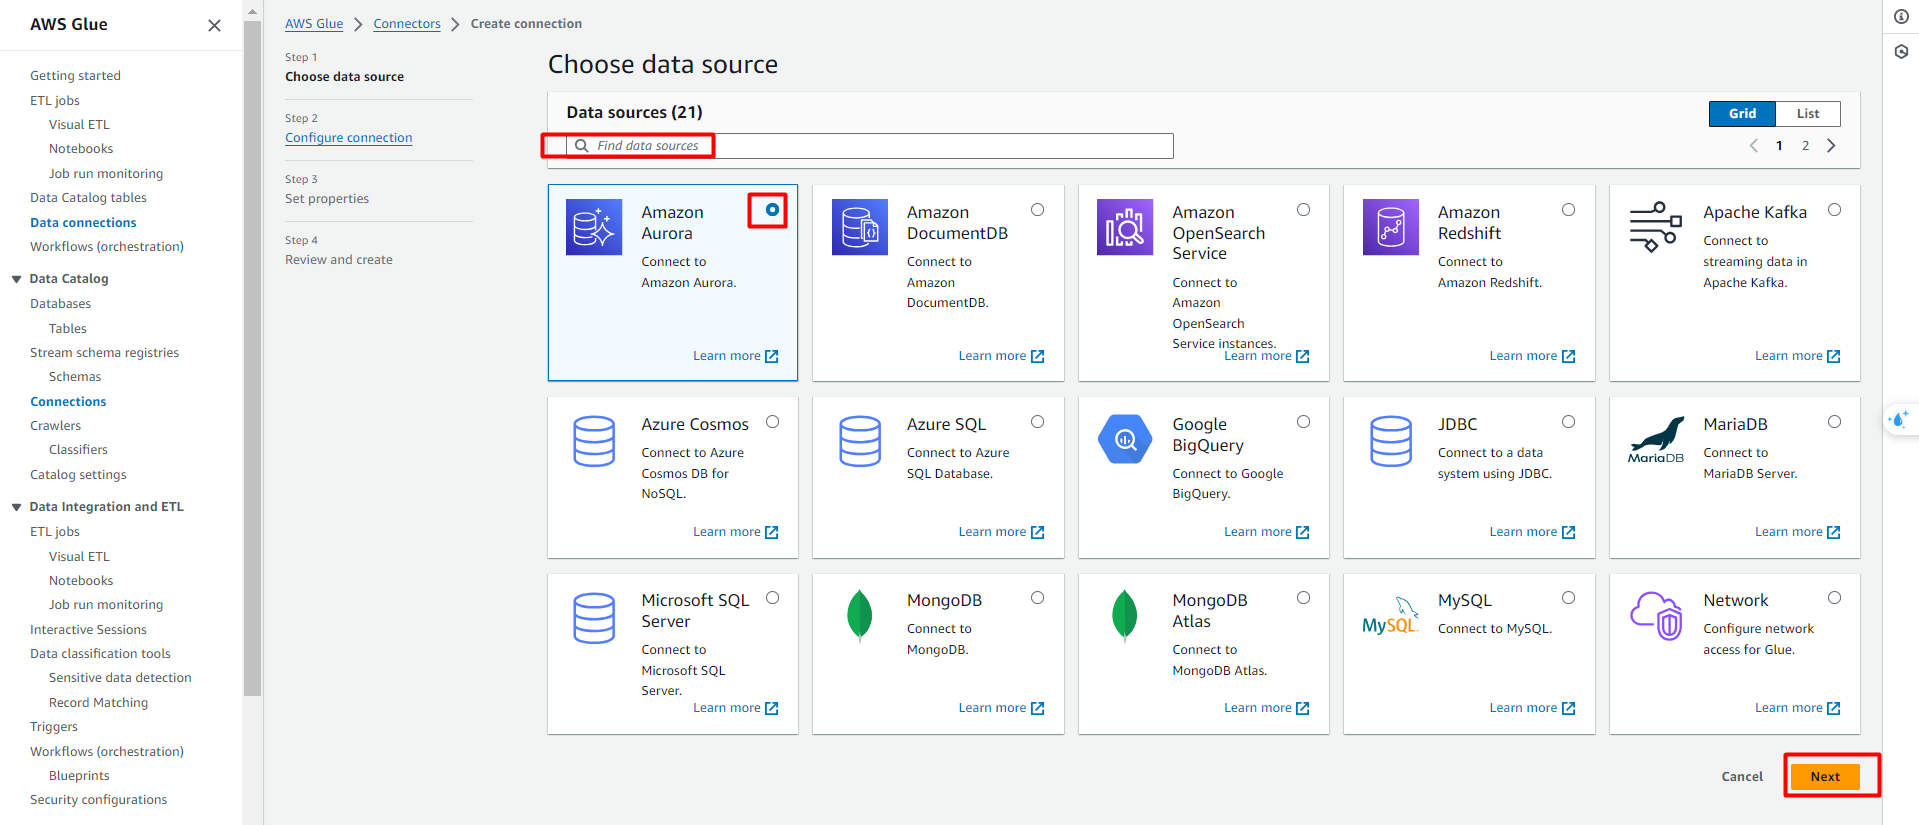 AWS Glue
Getting started
ETL jobs
Visual ETL
Notebooks
Job run monitoring
Data Catalog tables
Data connections
Workflows (orchestration)
Data Catalog
Databases
Tables
Stream schema registries
Schemas
Connections
Crawlers
Classifiers
Catalog settings
Data Integration and ETL
ETL jobs
Visual ETL
Notebooks
Job run monitoring
Interactive Sessions
Data classification tools
Sensitive data detection
Record Matching
Triggers
Workflows (orchestration)
Blueprints
Security configurations
AWS Glue
Connectors
Create connection
Step 1
Choose data source
Step 2
Configure connection
Step 3
Set properties
Step 4
Review and create
Choose data source
Data sources (21)
Grid
List
Find data sources
1
2
Amazon
Aurora
Connect to
Amazon Aurora.
Learn more
Amazon
DocumentDB
Connect to
Amazon
DocumentDB.
Learn more
Amazon
OpenSearch
Service
Connect to
Amazon
OpenSearch
Service instances.
Learn more
Amazon
Redshift
Connect to
Amazon Redshift.
Learn more
Apache Kafka
Connect to
streaming data in
Apache Kafka.
Learn more
Azure Cosmos
Connect to Azure
Cosmos DB for
NoSQL.
Learn more
Azure SQL
Connect to Azure
SQL Database.
Learn more
Google
BigQuery
Connect to Google
BigQuery.
Learn more
JDBC
Connect to a data
system using JDBC.
Learn more
MariaDB
MariaDB
Connect to
MariaDB Server.
Learn more
Microsoft SQL
Server
Connect to
Microsoft SQL
Server.
Learn more
MongoDB
Connect to
MongoDB.
Learn more
MongoDB
Atlas
Connect to
MongoDB Atlas.
Learn more
MySQL
MySQL
Connect to MySQL.
Learn more
Network
Configure network
access for Glue.
Learn more
Cancel
Next